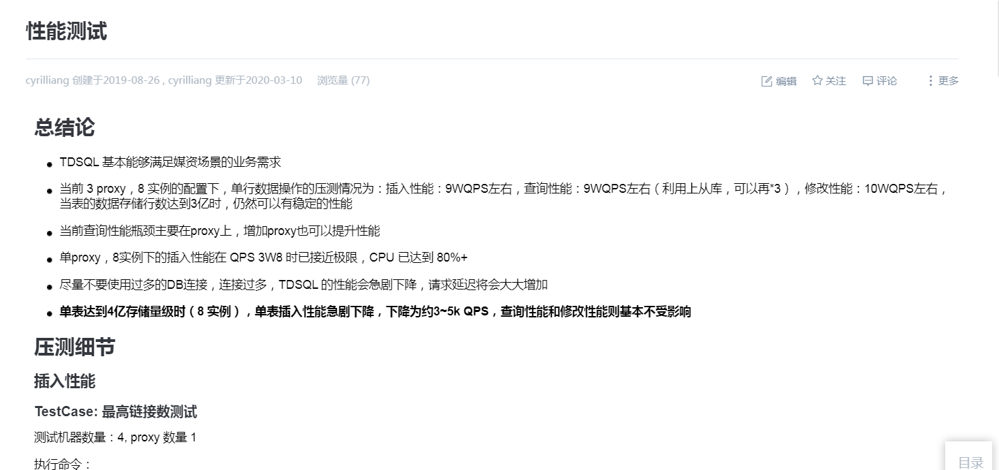 性能测试
cyrilliang 创建于2019-08-26 , cyrilliang 更新于2020-03-10 浏览量 (77) 编辑 关注 评论 更多
总结论
TDSQL 基本能够满足媒资场景的业务需求
当前 3 proxy，8 实例的配置下，单行数据操作的压测情况为：插入性能：9WQPS左右，查询性能：9WQPS左右（利用上从库，可以再*3），修改性能：10WQPS左右，
当表的数据存储行数达到3亿时，仍然可以有稳定的性能
当前查询性能瓶颈主要在proxy上，增加proxy也可以提升性能
单proxy，8实例下的插入性能在 QPS 3W8 时已接近极限，CPU 已达到 80%+
尽量不要使用过多的DB连接，连接过多，TDSQL 的性能会急剧下降，请求延迟将会大大增加
单表达到4亿存储量级时（8 实例），单表插入性能急剧下降，下降为约3~5k QPS，查询性能和修改性能则基本不受影响
压测细节
插入性能
TestCase: 最高链接数测试
测试机器数量：4, proxy 数量 1
执行命令：
目录